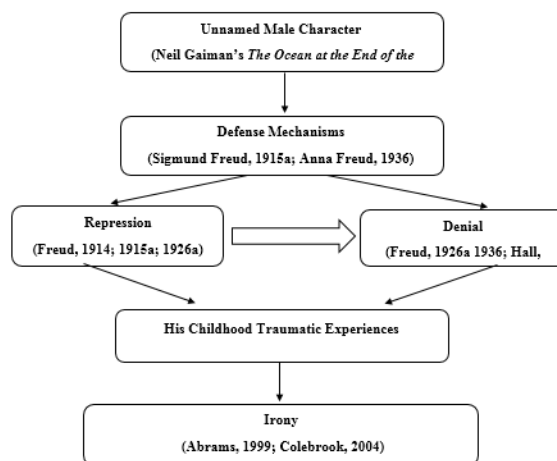 Unnamed Male Character
(Neil Gaiman's The Ocean at the End of the
Defense Mechanisms
(Sigmund Freud, 1915a; Anna Freud, 1936)
Repression
(Freud, 1914; 1915a; 1926a)
Denial
(Freud, 1926a 1936; Hall,
His Childhood Traumatic Experiences
Irony
(Abrams, 1999; Colebrook, 2004)